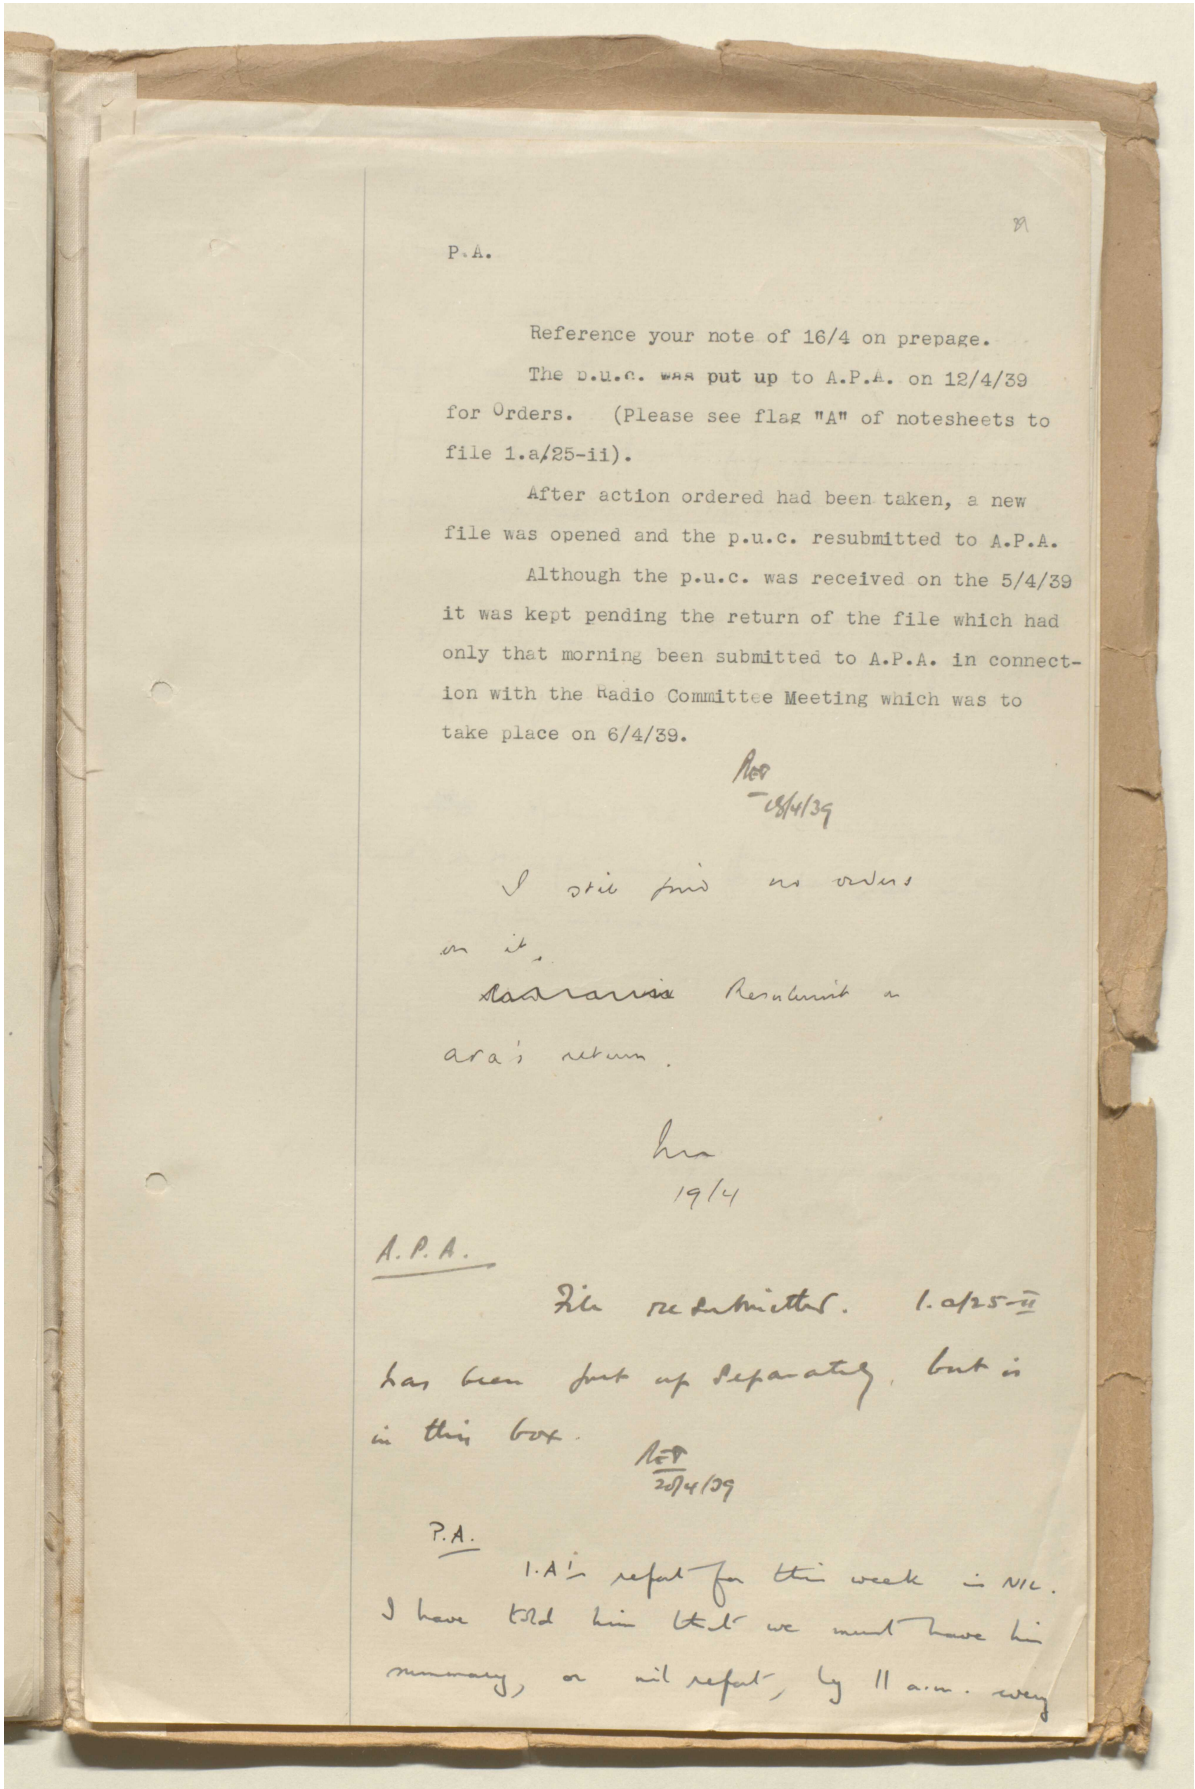 P.A.
Reference your note of 16/4 on prepage.
The p.u.c. was put up to A.P.A. on 12/4/39
for Orders. (Please see flag "A" of notesheets to
file 1.a/25-ii).
After action ordered had been taken, a new
file was opened and the p.u.c. resubmitted to A.P.A.
Although the p.u.c. was received on the 5/4/39
it was kept pending the return of the file which had
only that morning been submitted to A.P.A. in connect-
ion with the Radio Committee Meeting which was to
take place on 6/4/39.
18/4/39
I still find no orders
on it.
Resubmit on
APA's return.
19/4
A.P.A.
File resubmitted. 1.a/25-II
has been put up separately, but is
in this box.
20/4/39
P.A.
I.A's report for this week is NIL.
I have told him that we must have his
summary, or nil report, by 11 a.m. every